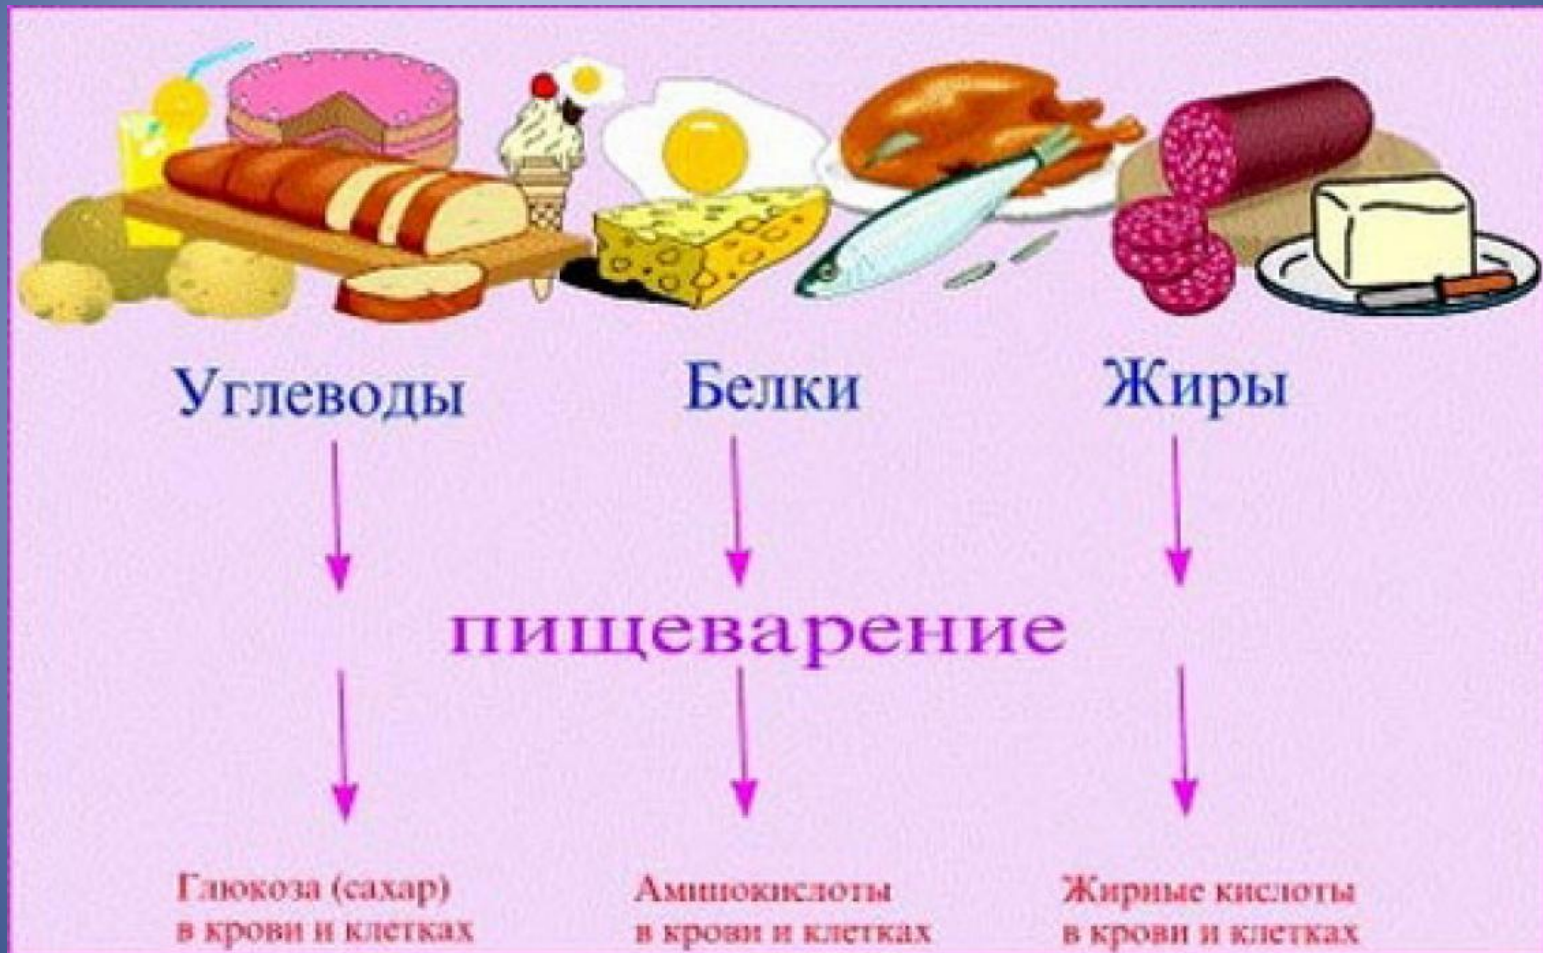 Углеводы
Белки
Жиры
пищеварение
Глюкоза (сахар)
в крови и клетках
Аминокислоты
в крови и клетках
Жирные кислоты
в крови и клетках